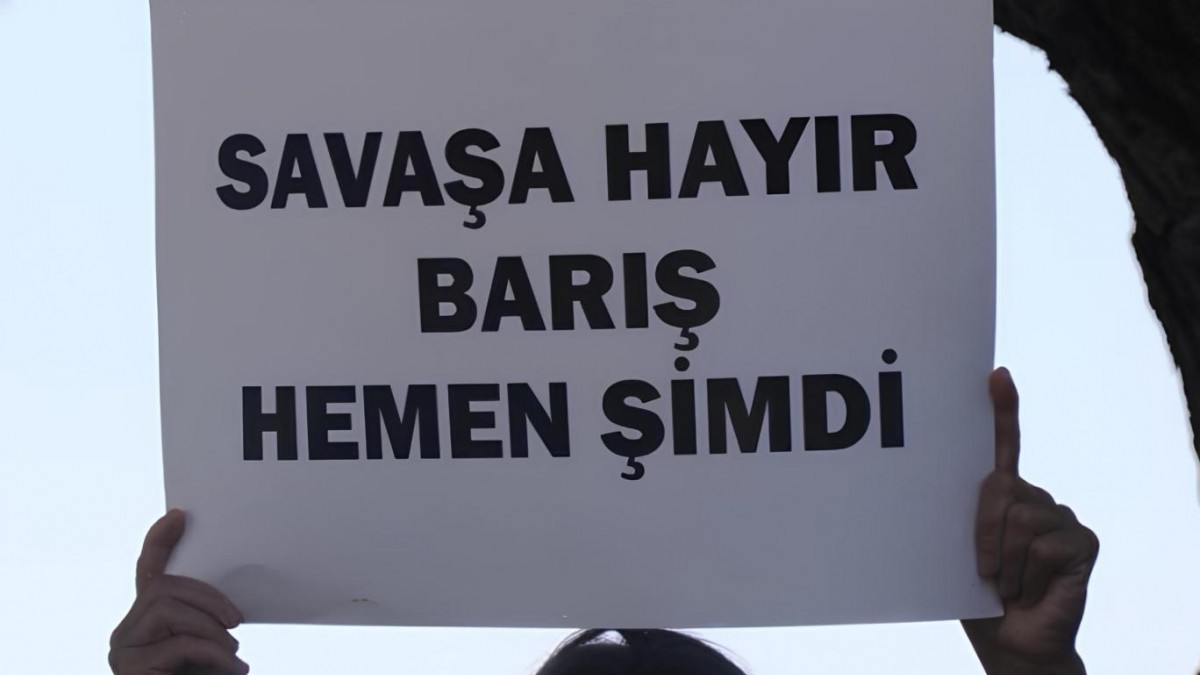 SAVAŞA HAYIR
BARIŞ
HEMEN ŞİMDİ